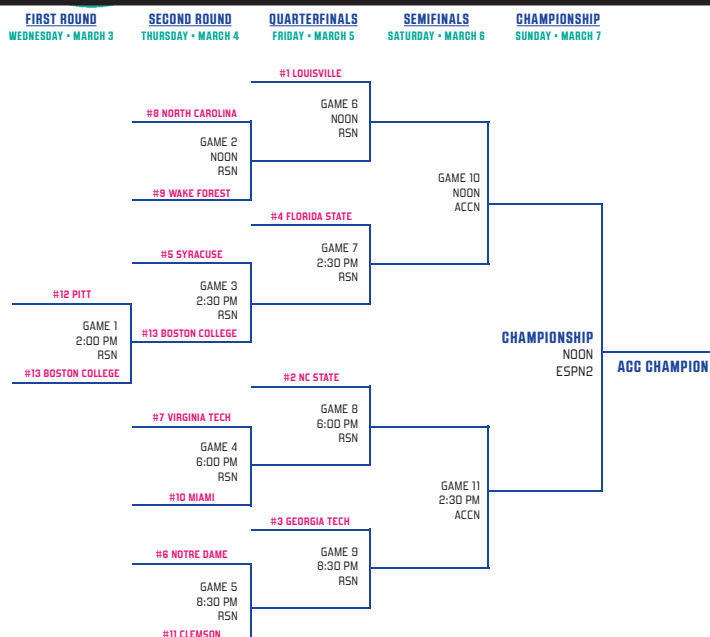 FIRST ROUND
WEDNESDAY • MARCH 3
SECOND ROUND
THURSDAY • MARCH 4
QUARTERFINALS
FRIDAY • MARCH 5
SEMIFINALS
SATURDAY • MARCH 6
CHAMPIONSHIP
SUNDAY • MARCH 7
#12 PITT
GAME 1
2:00 PM
RSN
#13 BOSTON COLLEGE
#8 NORTH CAROLINA
GAME 2
NOON
RSN
#9 WAKE FOREST
#5 SYRACUSE
GAME 3
2:30 PM
RSN
#13 BOSTON COLLEGE
#7 VIRGINIA TECH
GAME 4
6:00 PM
RSN
#10 MIAMI
#6 NOTRE DAME
GAME 5
8:30 PM
RSN
#11 CLEMSON
#1 LOUISVILLE
GAME 6
NOON
RSN
#4 FLORIDA STATE
GAME 7
2:30 PM
RSN
#2 NC STATE
GAME 8
6:00 PM
RSN
#3 GEORGIA TECH
GAME 9
8:30 PM
RSN
GAME 10
NOON
ACCN
GAME 11
2:30 PM
ACCN
CHAMPIONSHIP
NOON
ESPN2
ACC CHAMPION